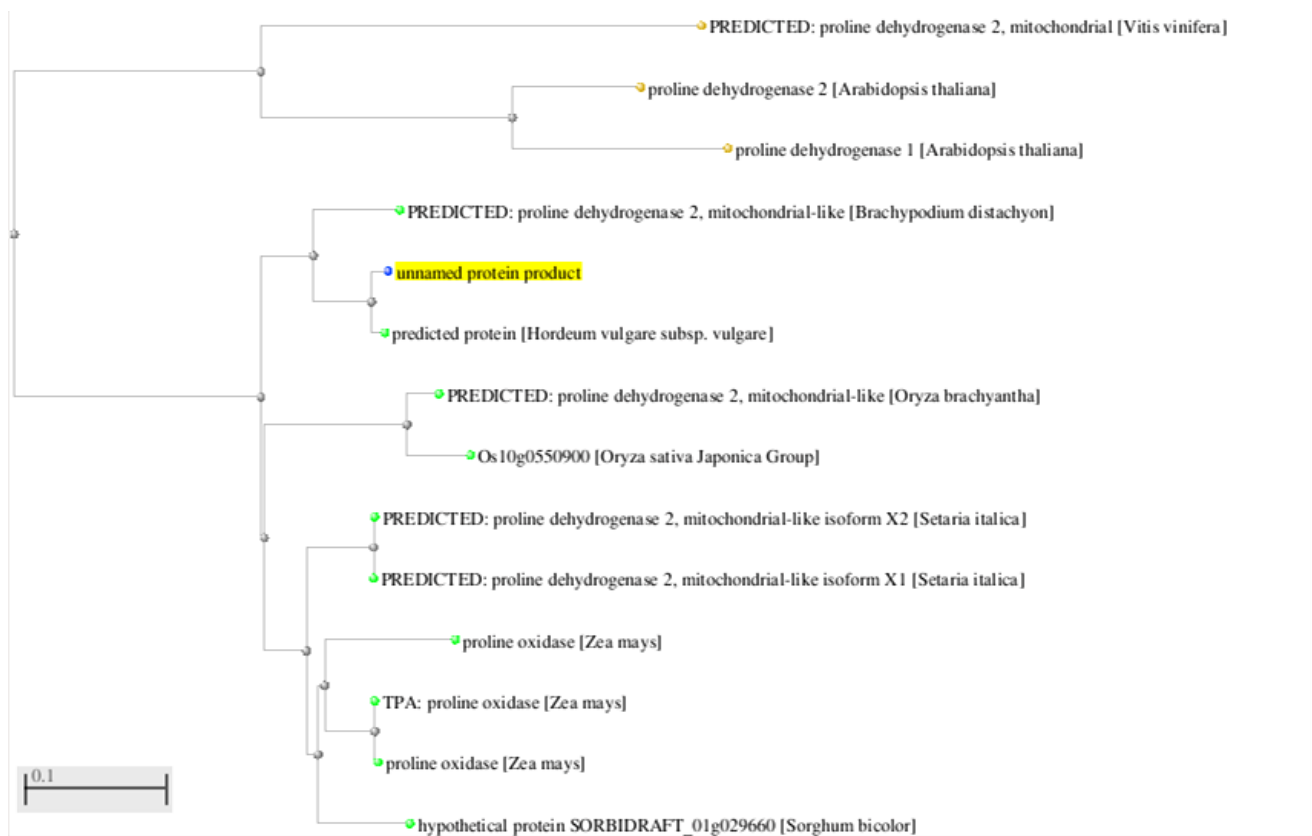 PREDICTED: proline dehydrogenase 2, mitochondrial [Vitis vinifera]
proline dehydrogenase 2 [Arabidopsis thaliana]
proline dehydrogenase 1 [Arabidopsis thaliana]
PREDICTED: proline dehydrogenase 2, mitochondrial-like [Brachypodium distachyon]
unnamed protein product
predicted protein [Hordeum vulgare subsp. vulgare]
PREDICTED: proline dehydrogenase 2, mitochondrial-like [Oryza brachyantha]
Os10g0550900 [Oryza sativa Japonica Group]
PREDICTED: proline dehydrogenase 2, mitochondrial-like isoform X2 [Setaria italica]
PREDICTED: proline dehydrogenase 2, mitochondrial-like isoform X1 [Setaria italica]
proline oxidase [Zea mays]
TPA: proline oxidase [Zea mays]
proline oxidase [Zea mays]
0.1
hypothetical protein SORBIDRAFT_01g029660 [Sorghum bicolor]